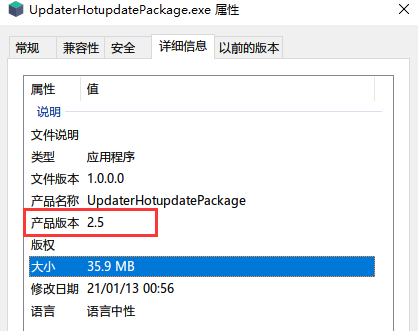 UpdaterHotupdatePackage.exe 属性
常规 兼容性 安全 详细信息 以前的版本
属性 值
说明
文件说明
类型 应用程序
文件版本 1.0.0.0
产品名称 UpdaterHotupdatePackage
产品版本 2.5
版权
大小 35.9 MB
修改日期 21/01/13 00:56
语言 语言中性